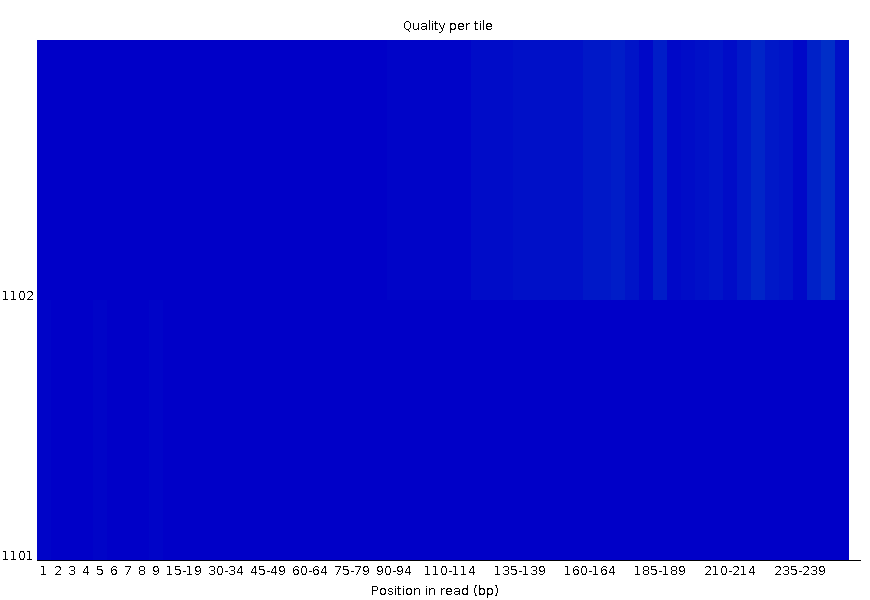 Quality per tile
1102
1101
1 2 3 4 5 6 7 8 9 15-19 30-34 45-49 60-64 75-79 90-94 110-114 135-139 160-164 185-189 210-214 235-239
Position in read (bp)